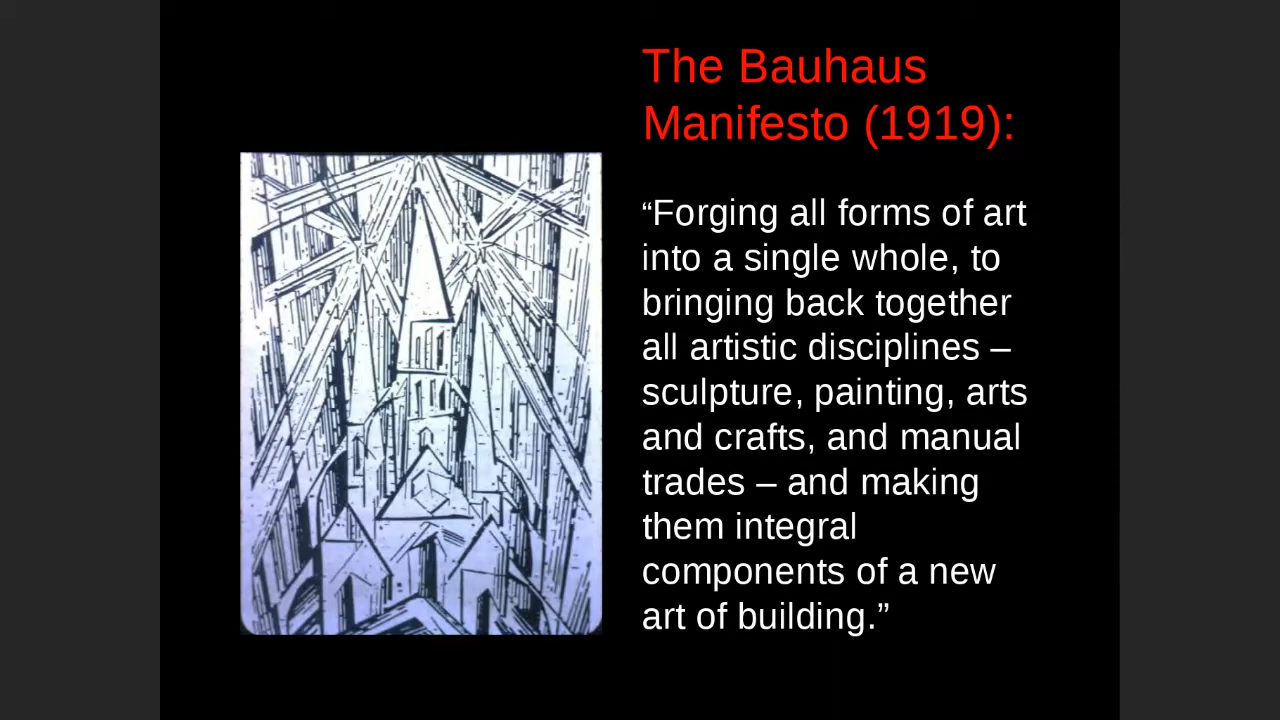 The Bauhaus
Manifesto (1919):
“Forging all forms of art
into a single whole, to
bringing back together
all artistic disciplines –
sculpture, painting, arts
and crafts, and manual
trades – and making
them integral
components of a new
art of building.”